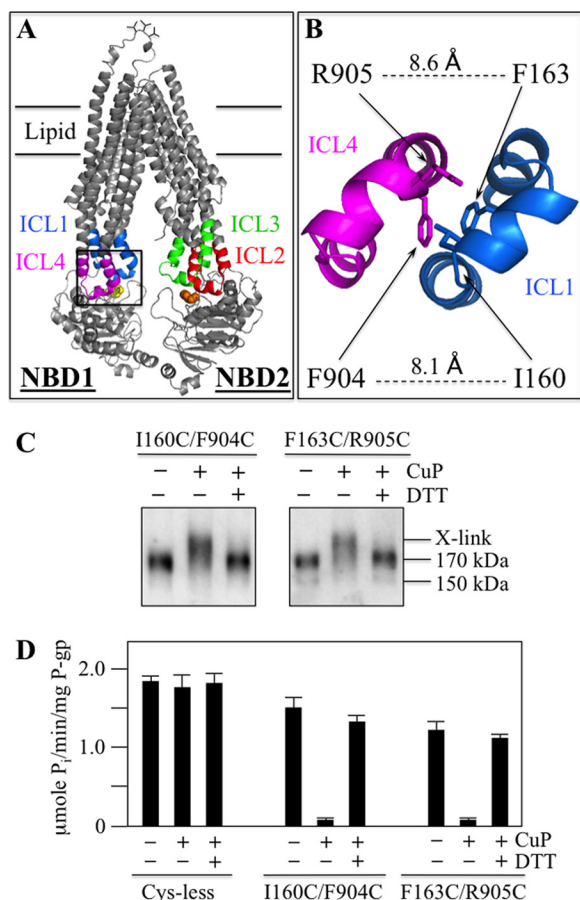 A
Lipid
ICL1
ICL4
ICL3
ICL2
NBD1 NBD2
B
8.6 Å
R905 F163
ICL4
ICL1
8.1 Å
F904 I160
C
I160C/F904C F163C/R905C
– + + – + + CuP
– – + – – + DTT
X-link
170 kDa
150 kDa
D
µmole Pi/min/mg P-gp
2.0
1.0
0
– + + – + + – + + CuP
– – + – – + – – + DTT
Cys-less I160C/F904C F163C/R905C